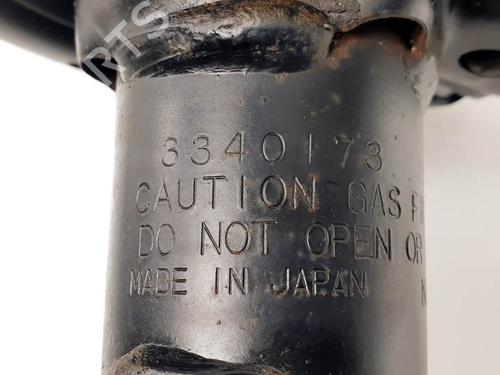 3340173
CAUTION GAS
DO NOT OPEN OR
MADE IN JAPAN